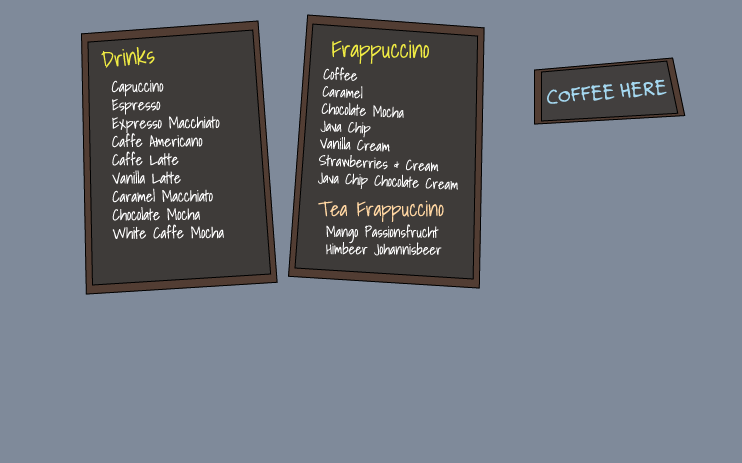 Drinks
Capuccino
Espresso
Expresso Macchiato
Caffe Americano
Caffe Latte
Vanilla Latte
Caramel Macchiato
Chocolate Mocha
White Caffe Mocha
Frappuccino
Coffee
Caramel
Chocolate Mocha
Java Chip
Vanilla Cream
Strawberries & Cream
Java Chip Chocolate Cream
Tea Frappuccino
Mango Passionsfrucht
Himbeer Johannisbeer
COFFEE HERE